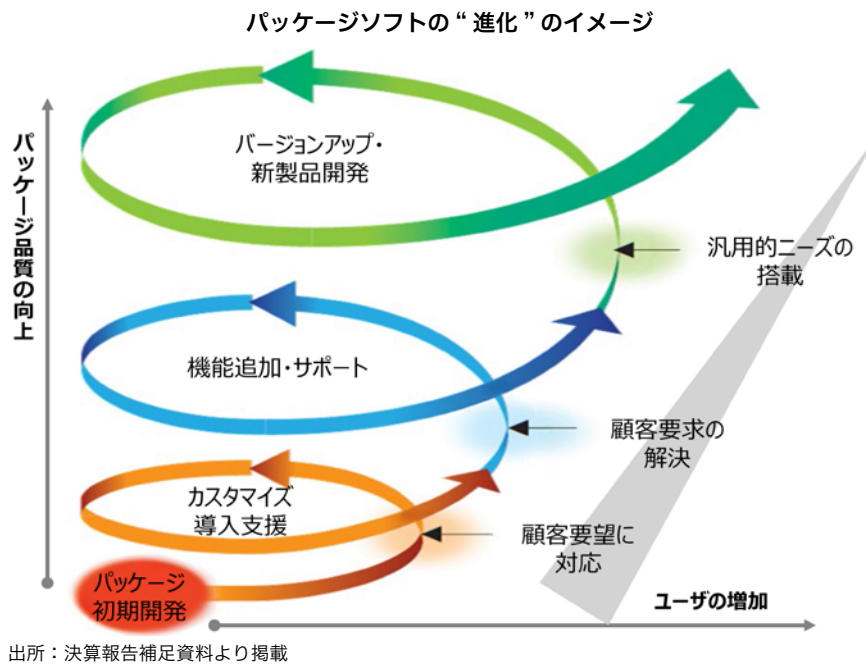 パッケージソフトの“進化”のイメージ
パッケージ品質の向上
バージョンアップ・
新製品開発
汎用的ニーズの
搭載
機能追加・サポート
顧客要求の
解決
カスタマイズ
導入支援
顧客要望に
対応
パッケージ
初期開発
ユーザの増加
出所：決算報告補足資料より掲載